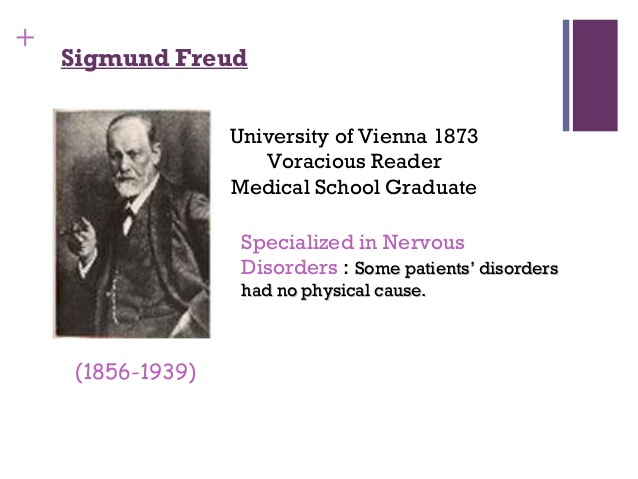 +
Sigmund Freud
University of Vienna 1873
Voracious Reader
Medical School Graduate
Specialized in Nervous
Disorders : Some patients’ disorders
had no physical cause.
(1856-1939)